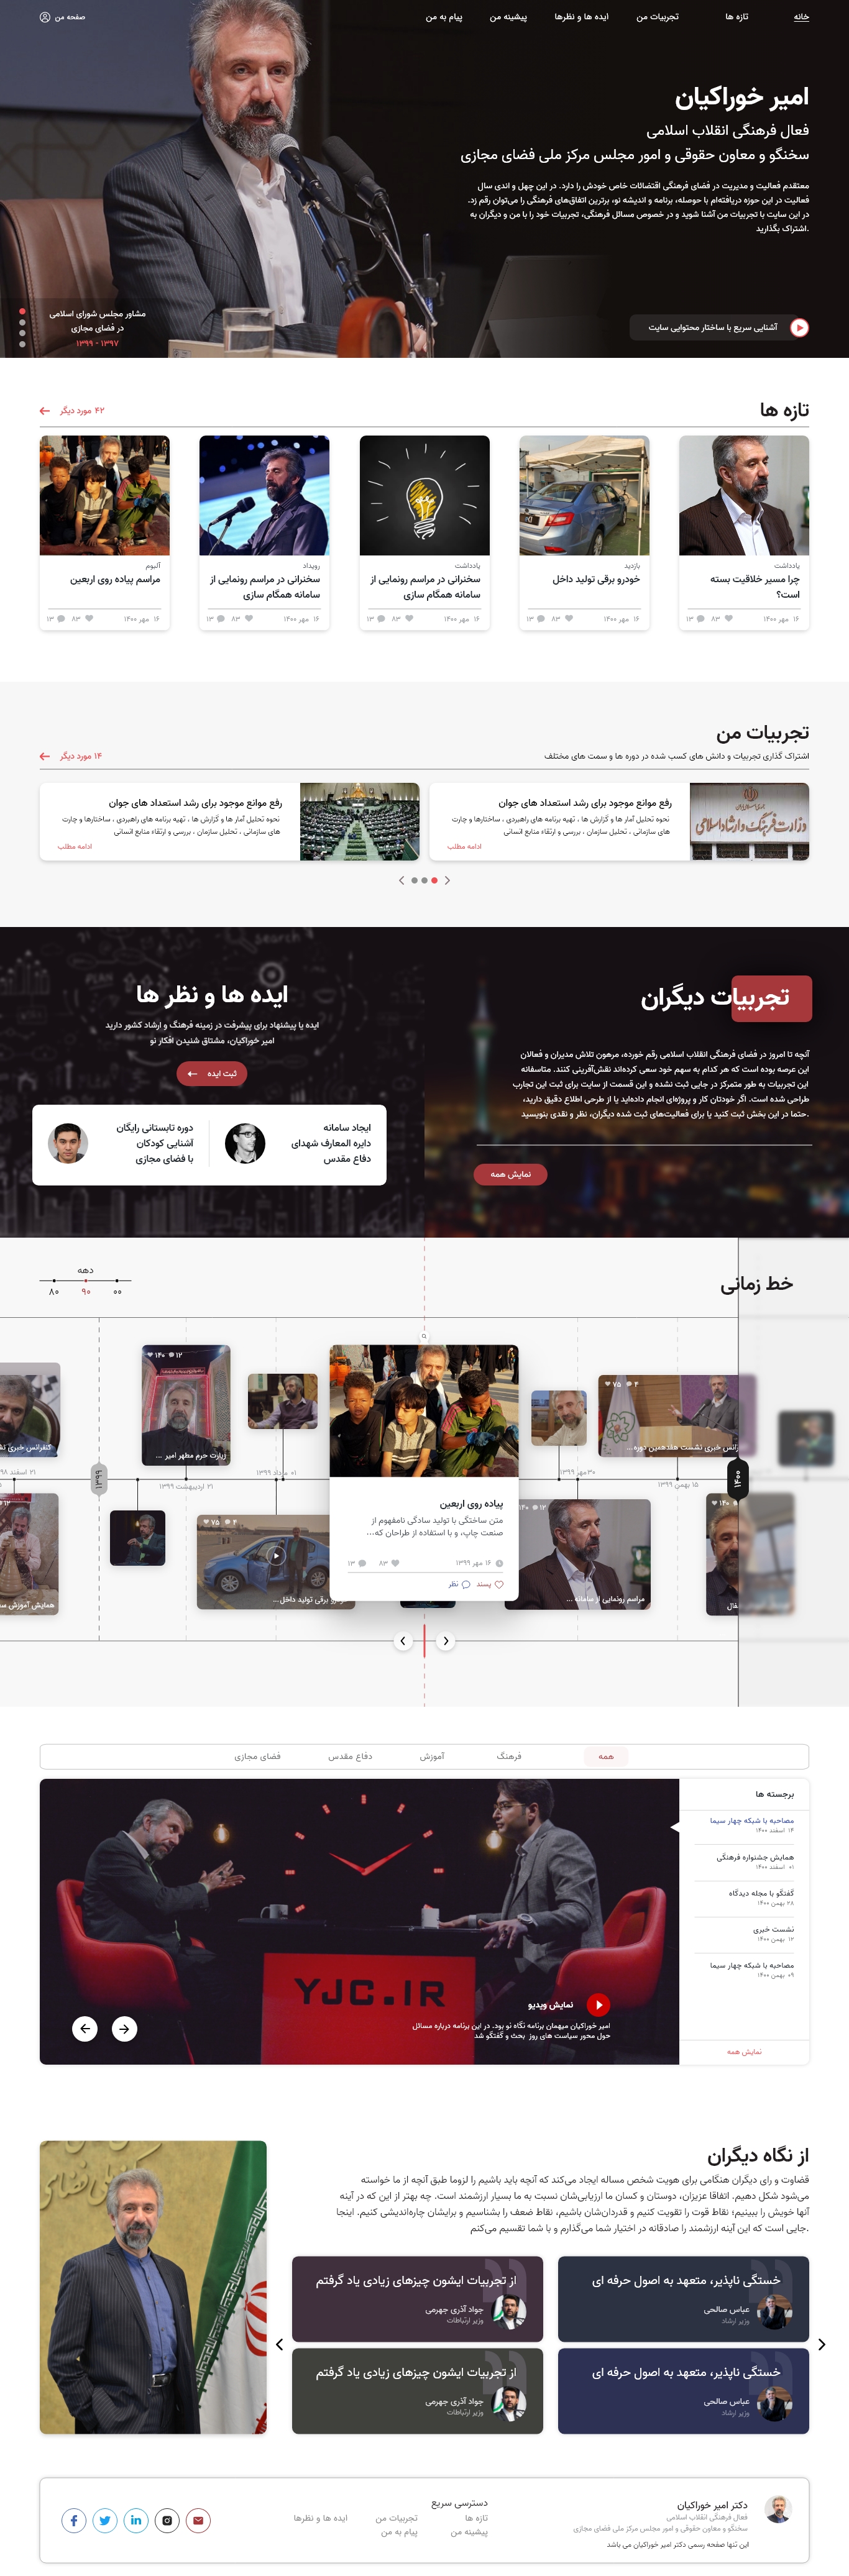 خانه
تازه ها
تجربیات من
ایده ها و نظرها
پیشینه من
پیام به من
صفحه من
امیر خوراکیان
فعال فرهنگی انقلاب اسلامی
سخنگو و معاون حقوقی و امور مجلس مرکز ملی فضای مجازی
معتقدم فعالیت و مدیریت در فضای فرهنگی اقتضائات خاص خودش را دارد. در این چهل و اندی سال
فعالیت در این حوزه دریافته‌ام با حوصله، برنامه و اندیشه نو، برترین اتفاق‌های فرهنگی را می‌توان رقم زد.
در این سایت با تجربیات من آشنا شوید و در خصوص مسائل فرهنگی، تجربیات خود را با من و دیگران به
.اشتراک بگذارید
آشنایی سریع با ساختار محتوایی سایت
مشاور مجلس شورای اسلامی
در فضای مجازی
۱۳۹۷ - ۱۳۹۹
تازه ها
۴۲ مورد دیگر
یادداشت
چرا مسیر خلاقیت بسته
است؟
۱۶ مهر ۱۴۰۰
۸۳
۱۳
بازدید
خودرو برقی تولید داخل
۱۶ مهر ۱۴۰۰
۸۳
۱۳
یادداشت
سخنرانی در مراسم رونمایی از
سامانه همگام سازی
۱۶ مهر ۱۴۰۰
۸۳
۱۳
رویداد
سخنرانی در مراسم رونمایی از
سامانه همگام سازی
۱۶ مهر ۱۴۰۰
۸۳
۱۳
آلبوم
مراسم پیاده روی اربعین
۱۶ مهر ۱۴۰۰
۸۳
۱۳
تجربیات من
اشتراک گذاری تجربیات و دانش های کسب شده در دوره ها و سمت های مختلف
۱۴ مورد دیگر
وزارت فرهنگ و ارشاد اسلامی
رفع موانع موجود برای رشد استعداد های جوان
نحوه تحلیل آمار ها و گزارش ها ، تهیه برنامه های راهبردی ، ساختارها و چارت
های سازمانی ، تحلیل سازمان ، بررسی و ارتقاء منابع انسانی
ادامه مطلب
رفع موانع موجود برای رشد استعداد های جوان
نحوه تحلیل آمار ها و گزارش ها ، تهیه برنامه های راهبردی ، ساختارها و چارت
های سازمانی ، تحلیل سازمان ، بررسی و ارتقاء منابع انسانی
ادامه مطلب
تجربیات دیگران
آنچه تا امروز در فضای فرهنگی انقلاب اسلامی رقم خورده، مرهون تلاش مدیران و فعالان
این عرصه بوده است که هر کدام به سهم خود سعی کرده‌اند نقش‌آفرینی کنند. متاسفانه
این تجربیات به طور متمرکز در جایی ثبت نشده و این قسمت از سایت برای ثبت این تجارب
طراحی شده است. اگر خودتان کار و پروژه‌ای انجام داده‌اید یا از طرحی اطلاع دقیق دارید،
.حتما در این بخش ثبت کنید یا برای فعالیت‌های ثبت شده دیگران، نظر و نقدی بنویسید
نمایش همه
ایده ها و نظر ها
ایده یا پیشنهاد برای پیشرفت در زمینه فرهنگ و ارشاد کشور دارید
امیر خوراکیان، مشتاق شنیدن افکار نو
ثبت ایده
ایجاد سامانه
دایره المعارف شهدای
دفاع مقدس
دوره تابستانی رایگان
آشنایی کودکان
با فضای مجازی
خط زمانی
دهه
۰۰
۹۰
۸۰
۱۴۰۰
۱۳۹۹
۷۵ ۴
کنفرانس خبری نشست هفدهمین دوره...
۱۵ بهمن ۱۳۹۹
۱۴۰
۳۰مهر ۱۳۹۹
۱۴۰ ۱۲
مراسم رونمایی از سامانه ...
پیاده روی اربعین
متن ساختگی با تولید سادگی نامفهوم از
صنعت چاپ، و با استفاده از طراحان که...
۱۶ مهر ۱۳۹۹
۸۳
۱۳
پسند
نظر
۰۱ مرداد ۱۳۹۹
۷۵ ۴
خودرو برقی تولید داخل...
۱۴۰ ۱۲
زیارت حرم مطهر امیر ...
۲۱ اردیبهشت ۱۳۹۹
کنفرانس خبری
۲۱ اسفند
۱۲
همایش آموزش
همه
فرهنگ
آموزش
دفاع مقدس
فضای مجازی
برجسته ها
مصاحبه با شبکه چهار سیما
۱۴ اسفند ۱۴۰۰
همایش جشنواره فرهنگی
۰۱ اسفند ۱۴۰۰
گفتگو با مجله دیدگاه
۲۸ بهمن ۱۴۰۰
نشست خبری
۱۲ بهمن ۱۴۰۰
مصاحبه با شبکه چهار سیما
۰۹ بهمن ۱۴۰۰
نمایش همه
YJC.IR
نمایش ویدیو
امیر خوراکیان میهمان برنامه نگاه نو بود. در این برنامه درباره مسائل
حول محور سیاست های روز بحث و گفتگو شد
از نگاه دیگران
قضاوت و رای دیگران هنگامی برای هویت شخص مساله ایجاد می‌کند که آنچه باید باشیم را لزوما طبق آنچه از ما خواسته
می‌شود شکل دهیم. اتفاقا عزیزان، دوستان و کسان ما ارزیابی‌شان نسبت به ما بسیار ارزشمند است. چه بهتر از این که در آینه
آنها خویش را ببینیم؛ نقاط قوت را تقویت کنیم و قدردان‌شان باشیم، نقاط ضعف را بشناسیم و برایشان چاره‌اندیشی کنیم. اینجا
.جایی است که این آینه ارزشمند را صادقانه در اختیار شما می‌گذارم و با شما تقسیم می‌کنم
خستگی ناپذیر، متعهد به اصول حرفه ای
عباس صالحی
وزیر ارشاد
از تجربیات ایشون چیزهای زیادی یاد گرفتم
جواد آذری جهرمی
وزیر ارتباطات
خستگی ناپذیر، متعهد به اصول حرفه ای
عباس صالحی
وزیر ارشاد
از تجربیات ایشون چیزهای زیادی یاد گرفتم
جواد آذری جهرمی
وزیر ارتباطات
دکتر امیر خوراکیان
فعال فرهنگی انقلاب اسلامی
سخنگو و معاون حقوقی و امور مجلس مرکز ملی فضای مجازی
این تنها صفحه رسمی دکتر امیر خوراکیان می باشد
دسترسی سریع
تازه ها
تجربیات من
ایده ها و نظرها
پیشینه من
پیام به من